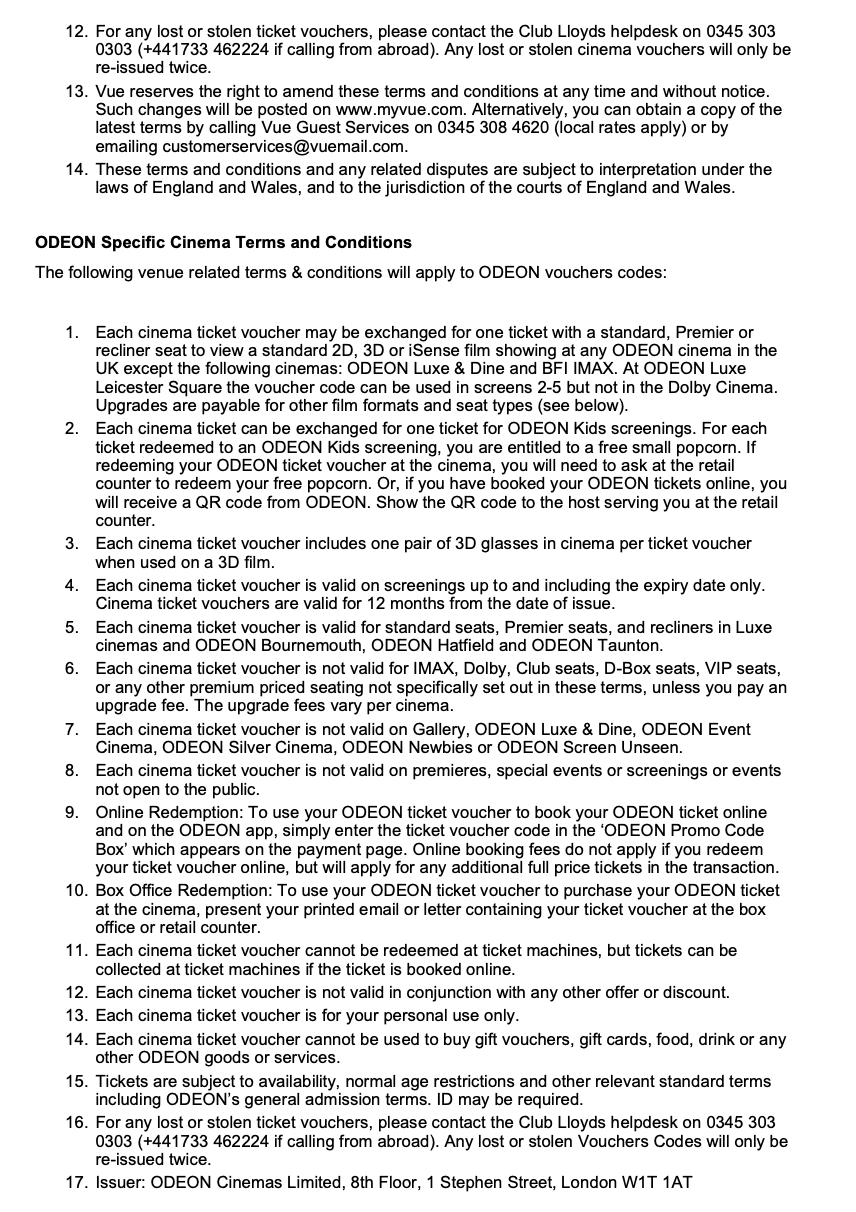 12. For any lost or stolen ticket vouchers, please contact the Club Lloyds helpdesk on 0345 303
0303 (+441733 462224 if calling from abroad). Any lost or stolen cinema vouchers will only be
re-issued twice.
13. Vue reserves the right to amend these terms and conditions at any time and without notice.
Such changes will be posted on www.myvue.com. Alternatively, you can obtain a copy of the
latest terms by calling Vue Guest Services on 0345 308 4620 (local rates apply) or by
emailing customerservices@vuemail.com.
14. These terms and conditions and any related disputes are subject to interpretation under the
laws of England and Wales, and to the jurisdiction of the courts of England and Wales.
ODEON Specific Cinema Terms and Conditions
The following venue related terms & conditions will apply to ODEON vouchers codes:
1. Each cinema ticket voucher may be exchanged for one ticket with a standard, Premier or
recliner seat to view a standard 2D, 3D or iSense film showing at any ODEON cinema in the
UK except the following cinemas: ODEON Luxe & Dine and BFI IMAX. At ODEON Luxe
Leicester Square the voucher code can be used in screens 2-5 but not in the Dolby Cinema.
Upgrades are payable for other film formats and seat types (see below).
2. Each cinema ticket can be exchanged for one ticket for ODEON Kids screenings. For each
ticket redeemed to an ODEON Kids screening, you are entitled to a free small popcorn. If
redeeming your ODEON ticket voucher at the cinema, you will need to ask at the retail
counter to redeem your free popcorn. Or, if you have booked your ODEON tickets online, you
will receive a QR code from ODEON. Show the QR code to the host serving you at the retail
counter.
3. Each cinema ticket voucher includes one pair of 3D glasses in cinema per ticket voucher
when used on a 3D film.
4. Each cinema ticket voucher is valid on screenings up to and including the expiry date only.
Cinema ticket vouchers are valid for 12 months from the date of issue.
5. Each cinema ticket voucher is valid for standard seats, Premier seats, and recliners in Luxe
cinemas and ODEON Bournemouth, ODEON Hatfield and ODEON Taunton.
6. Each cinema ticket voucher is not valid for IMAX, Dolby, Club seats, D-Box seats, VIP seats,
or any other premium priced seating not specifically set out in these terms, unless you pay an
upgrade fee. The upgrade fees vary per cinema.
7. Each cinema ticket voucher is not valid on Gallery, ODEON Luxe & Dine, ODEON Event
Cinema, ODEON Silver Cinema, ODEON Newbies or ODEON Screen Unseen.
8. Each cinema ticket voucher is not valid on premieres, special events or screenings or events
not open to the public.
9. Online Redemption: To use your ODEON ticket voucher to book your ODEON ticket online
and on the ODEON app, simply enter the ticket voucher code in the ‘ODEON Promo Code
Box’ which appears on the payment page. Online booking fees do not apply if you redeem
your ticket voucher online, but will apply for any additional full price tickets in the transaction.
10. Box Office Redemption: To use your ODEON ticket voucher to purchase your ODEON ticket
at the cinema, present your printed email or letter containing your ticket voucher at the box
office or retail counter.
11. Each cinema ticket voucher cannot be redeemed at ticket machines, but tickets can be
collected at ticket machines if the ticket is booked online.
12. Each cinema ticket voucher is not valid in conjunction with any other offer or discount.
13. Each cinema ticket voucher is for your personal use only.
14. Each cinema ticket voucher cannot be used to buy gift vouchers, gift cards, food, drink or any
other ODEON goods or services.
15. Tickets are subject to availability, normal age restrictions and other relevant standard terms
including ODEON’s general admission terms. ID may be required.
16. For any lost or stolen ticket vouchers, please contact the Club Lloyds helpdesk on 0345 303
0303 (+441733 462224 if calling from abroad). Any lost or stolen Vouchers Codes will only be
re-issued twice.
17. Issuer: ODEON Cinemas Limited, 8th Floor, 1 Stephen Street, London W1T 1AT